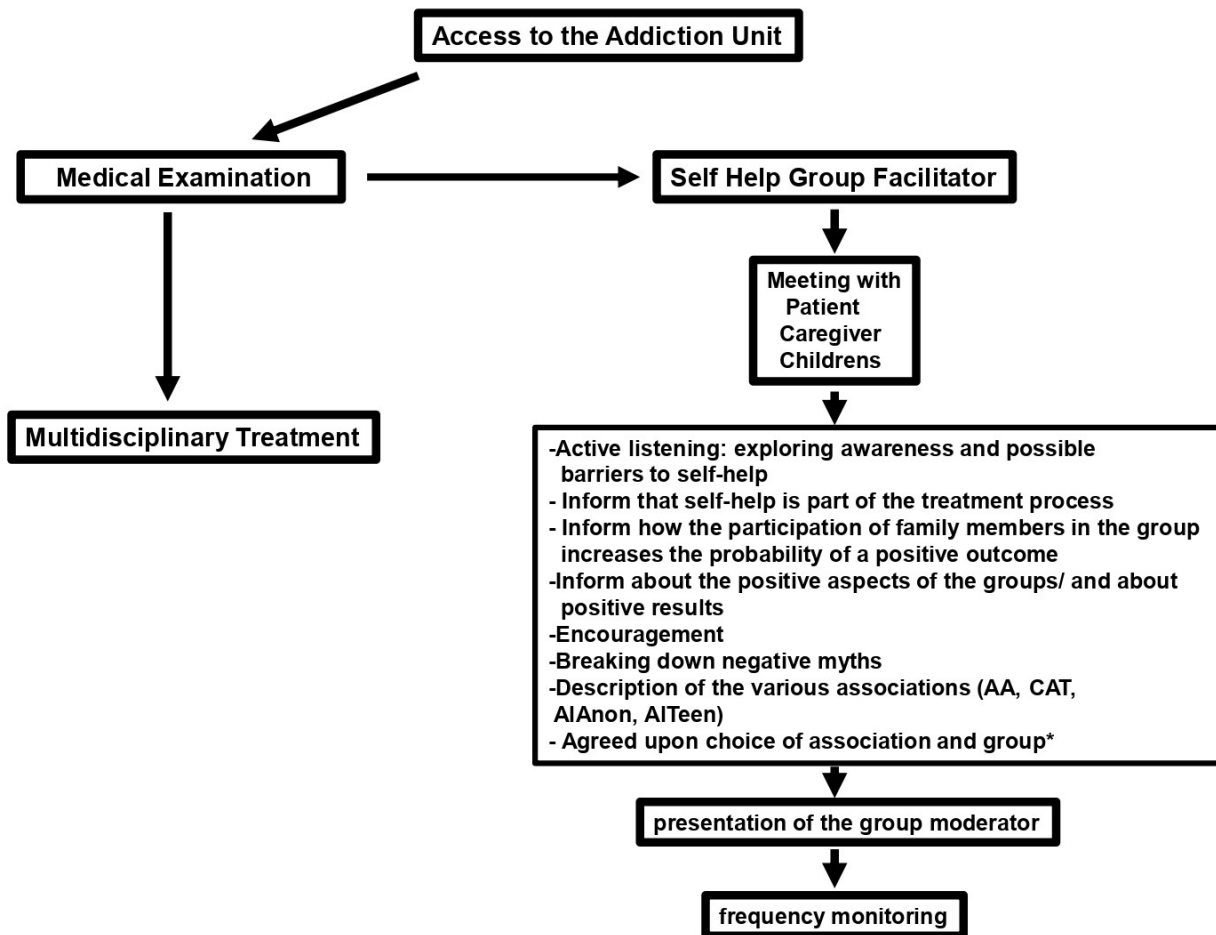 Access to the Addiction Unit
Medical Examination
Self Help Group Facilitator
Meeting with
Patient
Caregiver
Childrens
Multidisciplinary Treatment
-Active listening: exploring awareness and possible
barriers to self-help
- Inform that self-help is part of the treatment process
- Inform how the participation of family members in the group
increases the probability of a positive outcome
-Inform about the positive aspects of the groups/ and about
positive results
-Encouragement
-Breaking down negative myths
-Description of the various associations (AA, CAT,
AlAnon, AlTeen)
- Agreed upon choice of association and group*
presentation of the group moderator
frequency monitoring